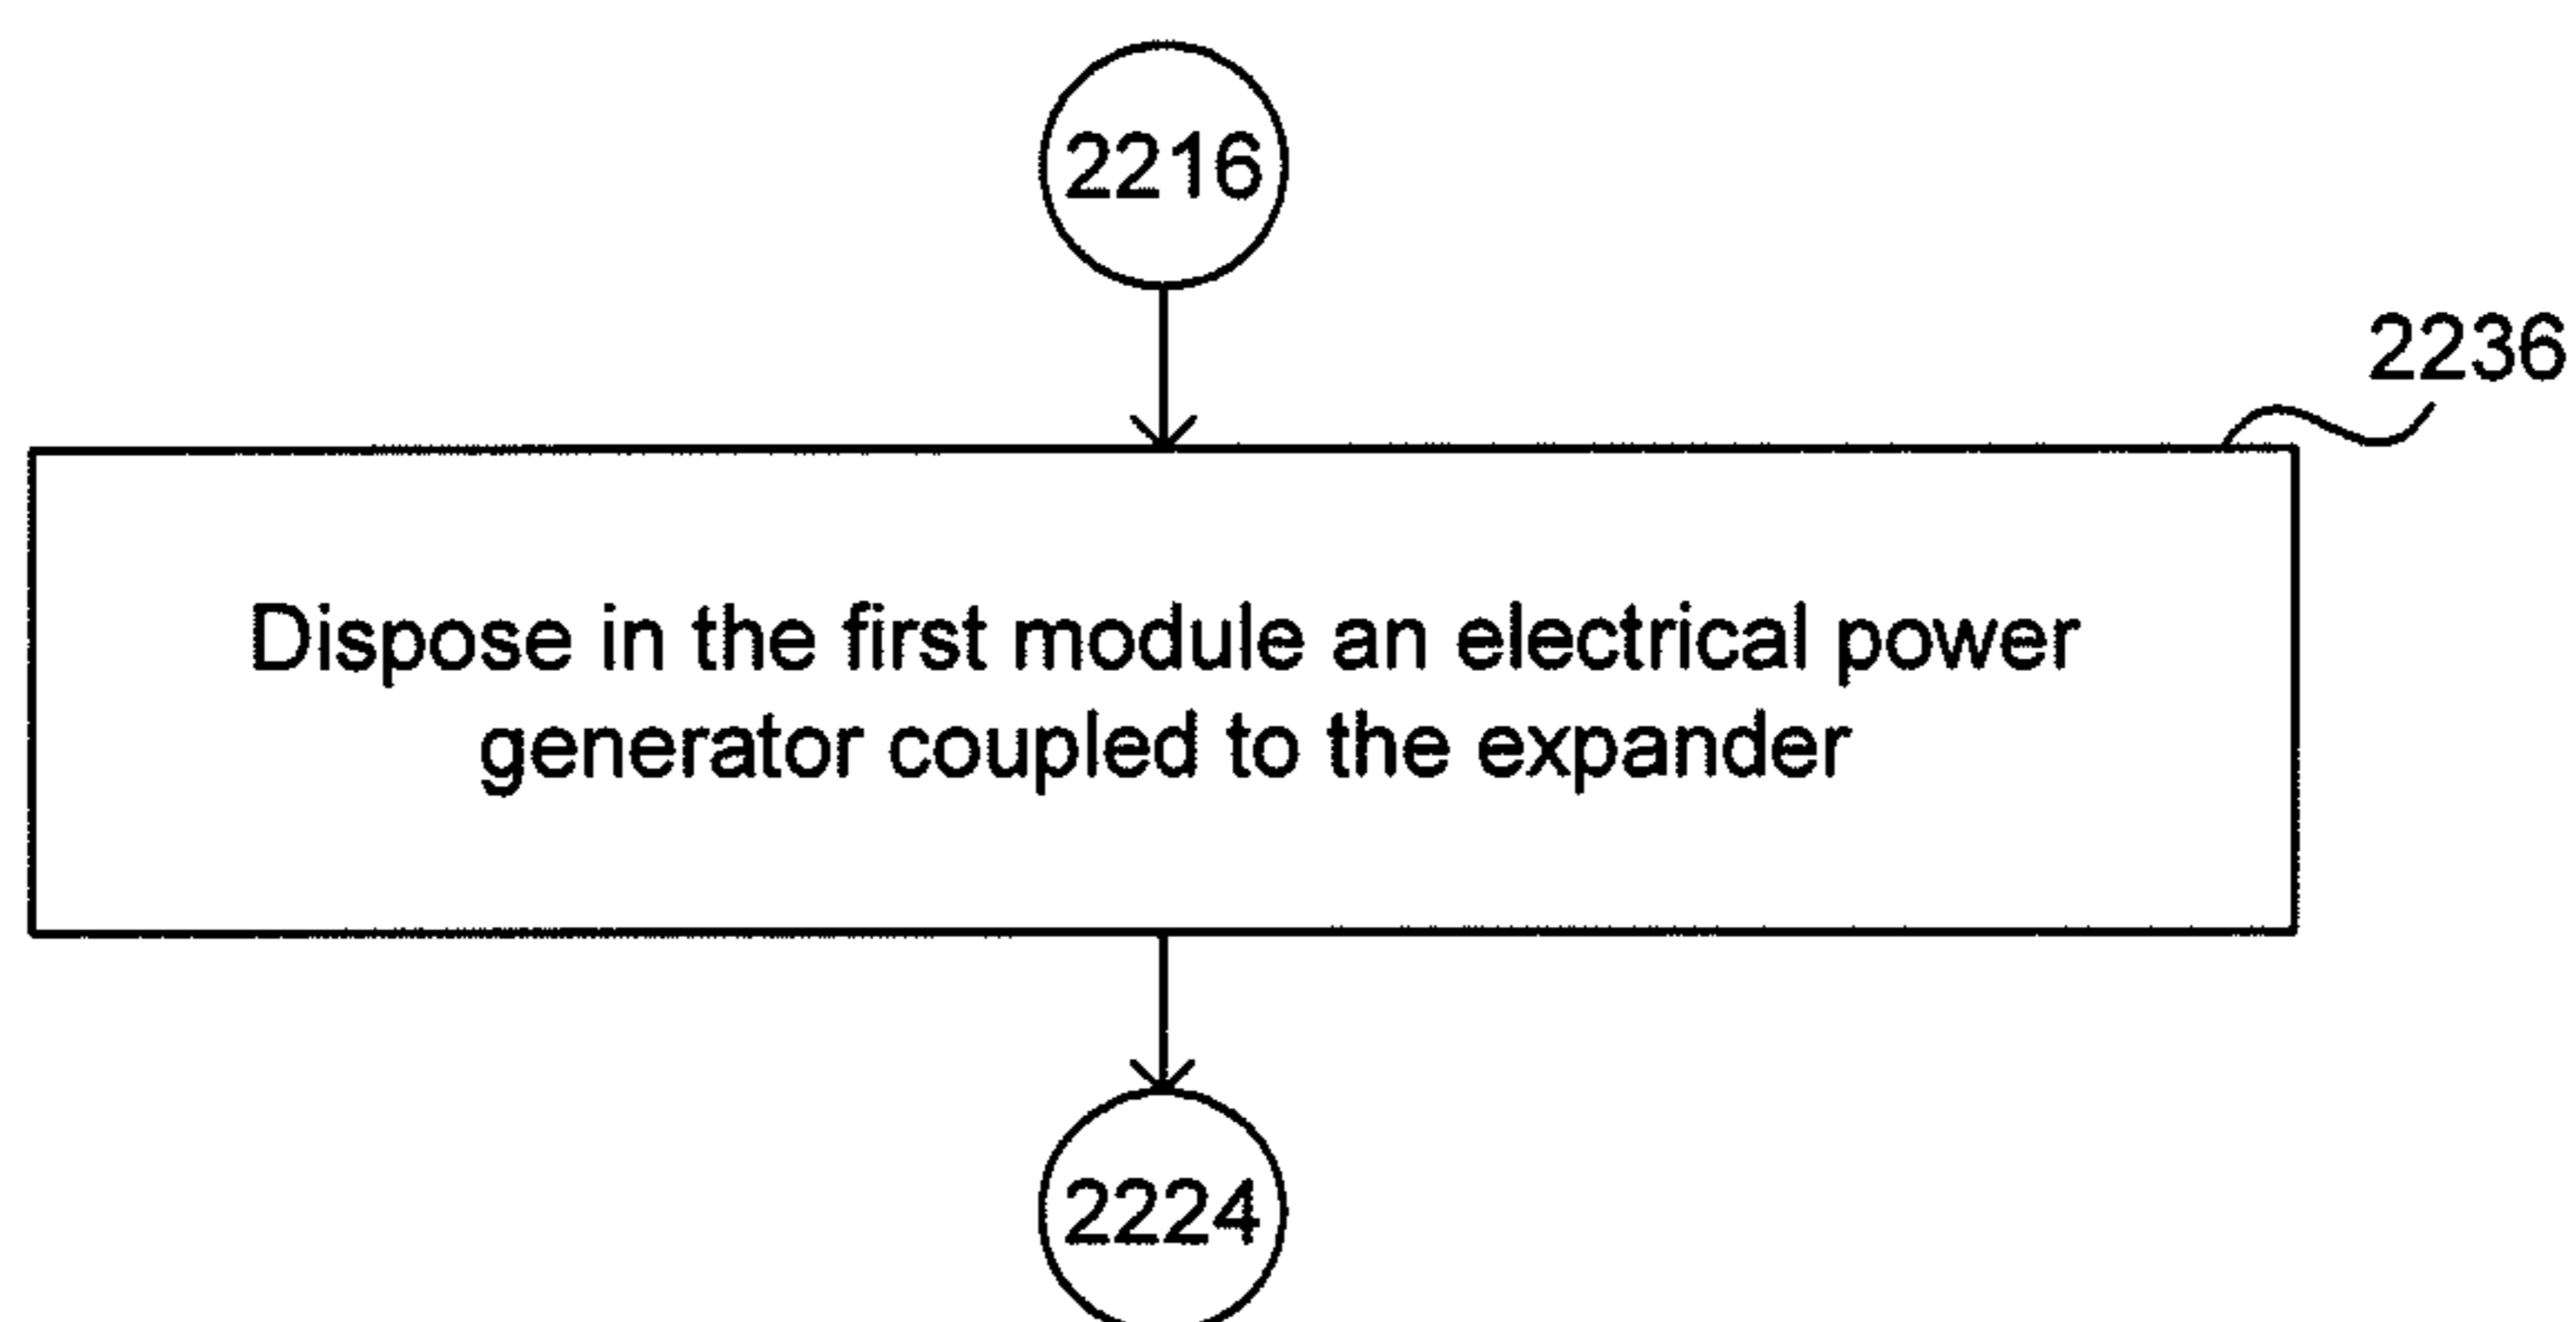 2216
2236
Dispose in the first module an electrical power
generator coupled to the expander
2224